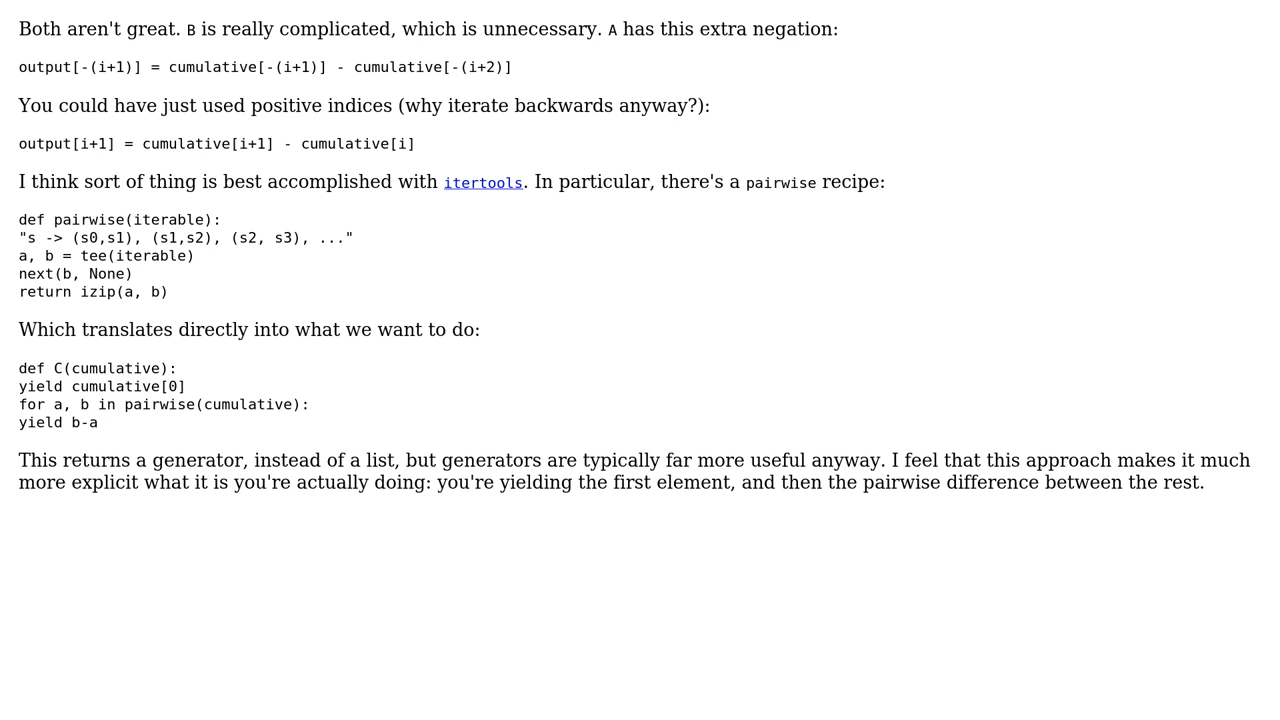 Both aren't great. B is really complicated, which is unnecessary. A has this extra negation:
output[-(i+1)] = cumulative[-(i+1)] - cumulative[-(i+2)]
You could have just used positive indices (why iterate backwards anyway?):
output[i+1] = cumulative[i+1] - cumulative[i]
I think sort of thing is best accomplished with itertools. In particular, there's a pairwise recipe:
def pairwise(iterable):
"s -> (s0,s1), (s1,s2), (s2, s3), ..."
a, b = tee(iterable)
next(b, None)
return izip(a, b)
Which translates directly into what we want to do:
def C(cumulative):
yield cumulative[0]
for a, b in pairwise(cumulative):
yield b-a
This returns a generator, instead of a list, but generators are typically far more useful anyway. I feel that this approach makes it much
more explicit what it is you're actually doing: you're yielding the first element, and then the pairwise difference between the rest.